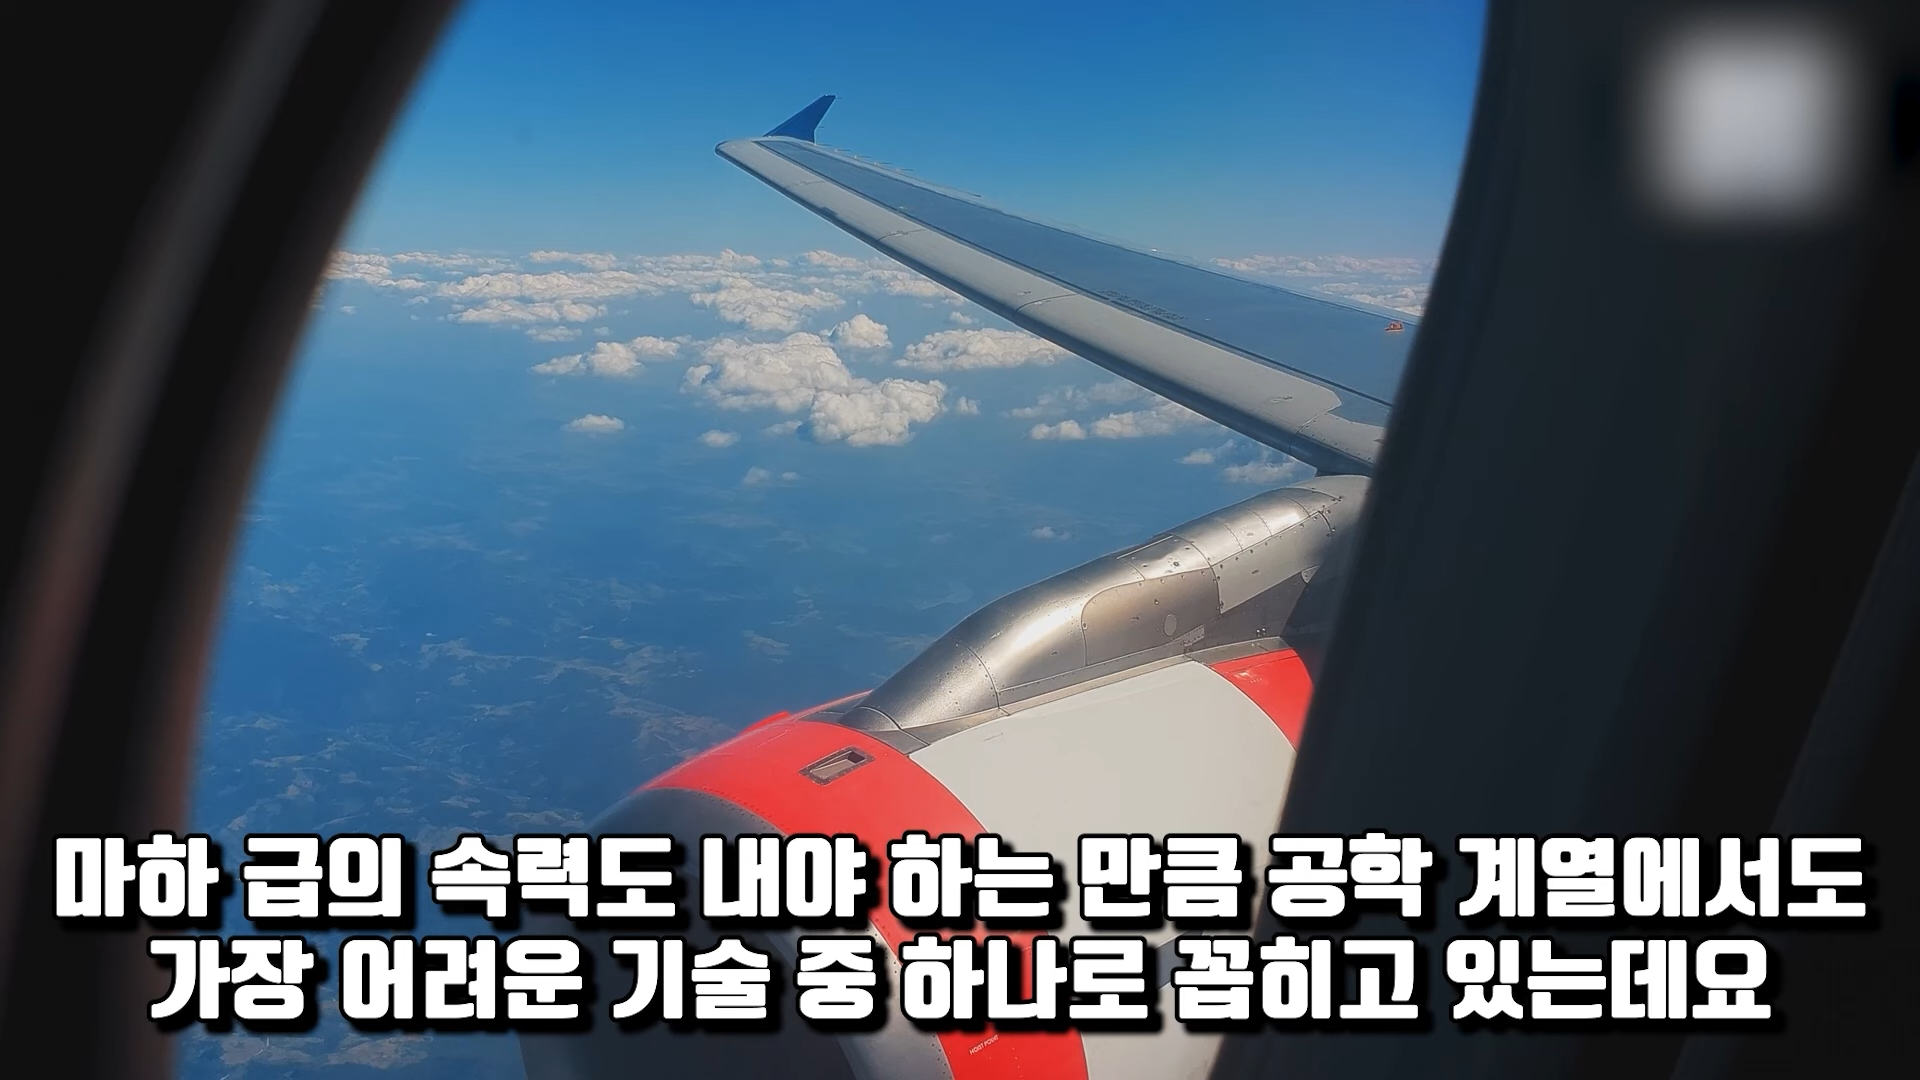 마하 급의 속력도 내야 하는 만큼 공학 계열에서도
가장 어려운 기술 중 하나로 꼽히고 있는데요
HOIST POINT